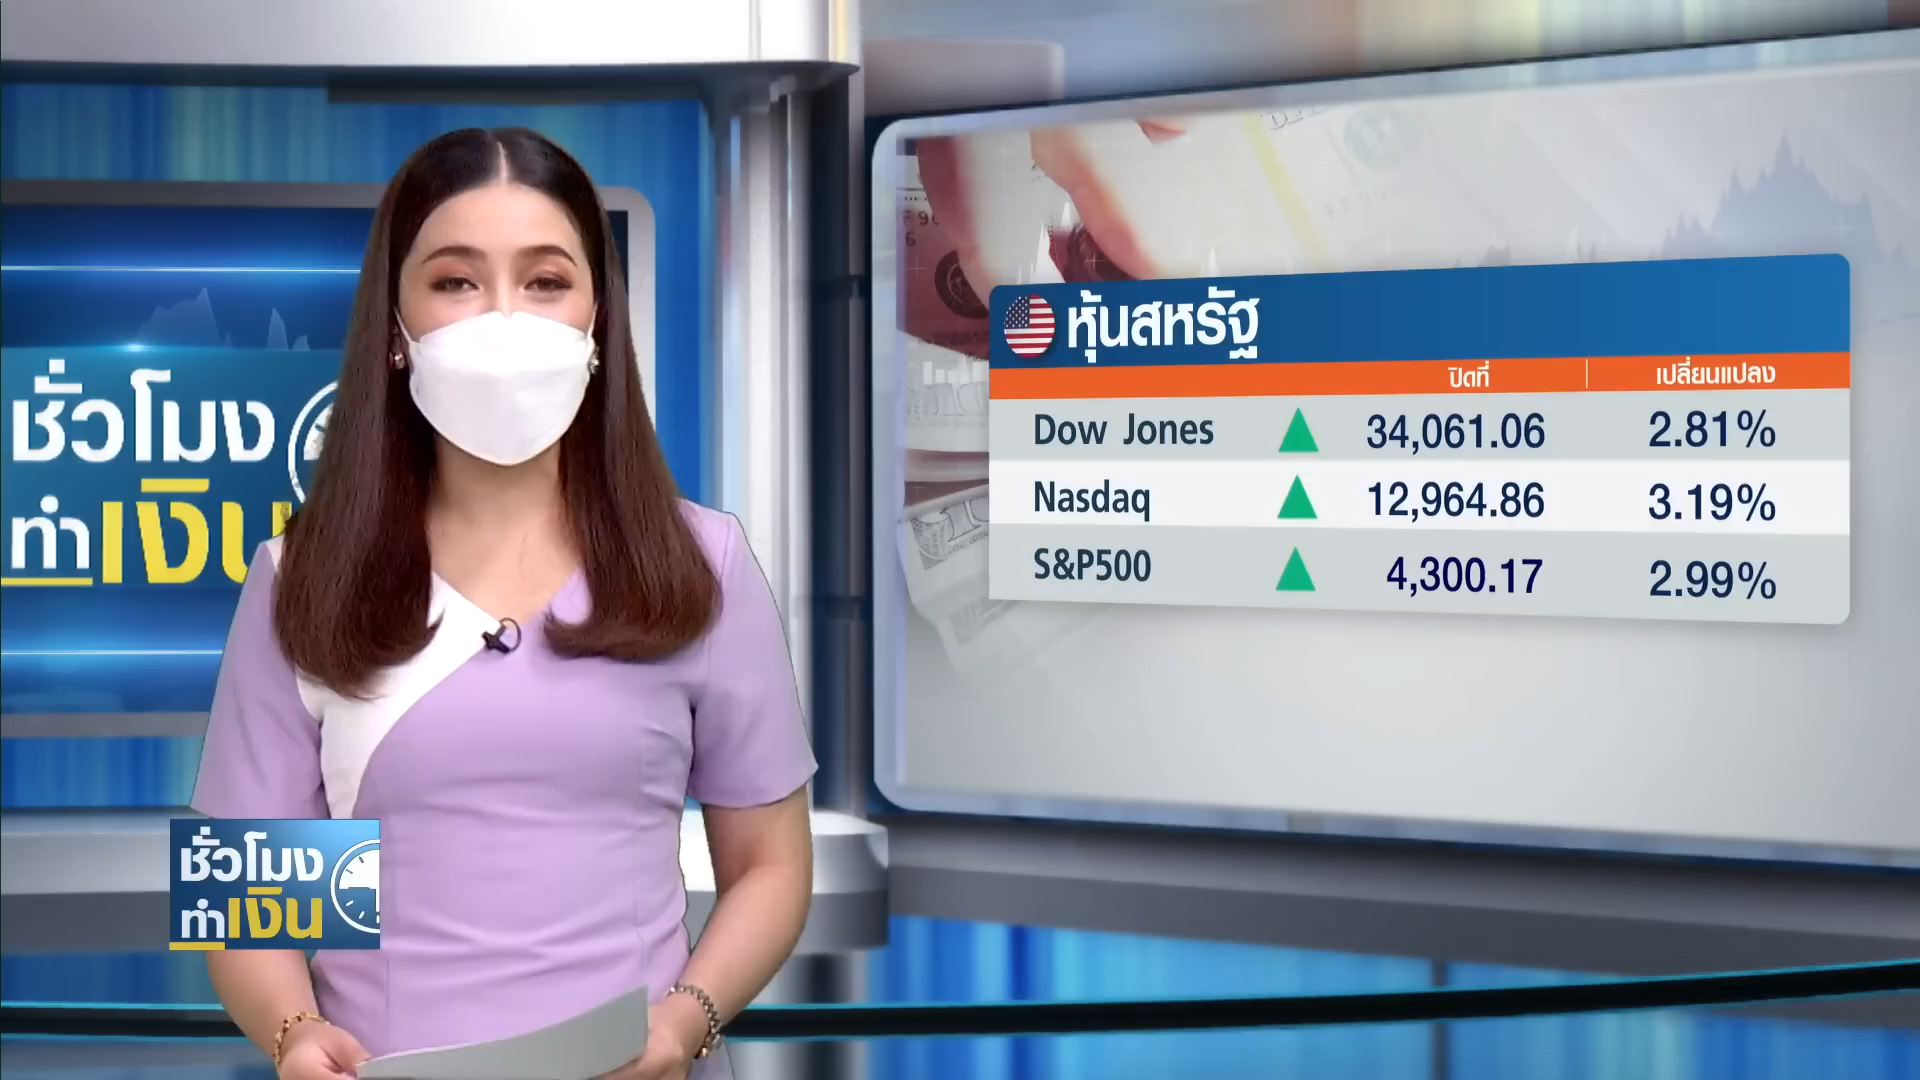 ชั่วโมง
ทำเงิน
หุ้นสหรัฐ
ปิดที่ เปลี่ยนแปลง
Dow Jones ▲ 34,061.06 2.81%
Nasdaq ▲ 12,964.86 3.19%
S&P500 ▲ 4,300.17 2.99%
ชั่วโมง
ทำเงิน